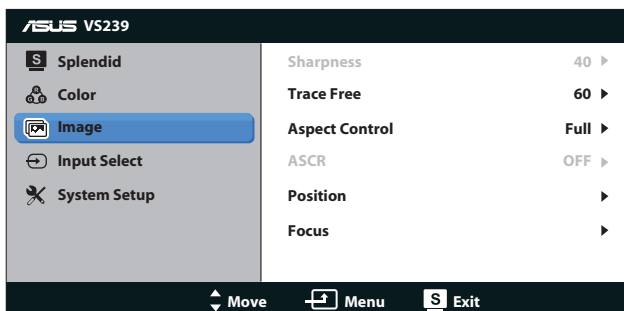 ASUS VS239
S Splendid
Color
Image
Input Select
System Setup
Sharpness 40
Trace Free 60
Aspect Control Full
ASCR OFF
Position
Focus
Move Menu S Exit